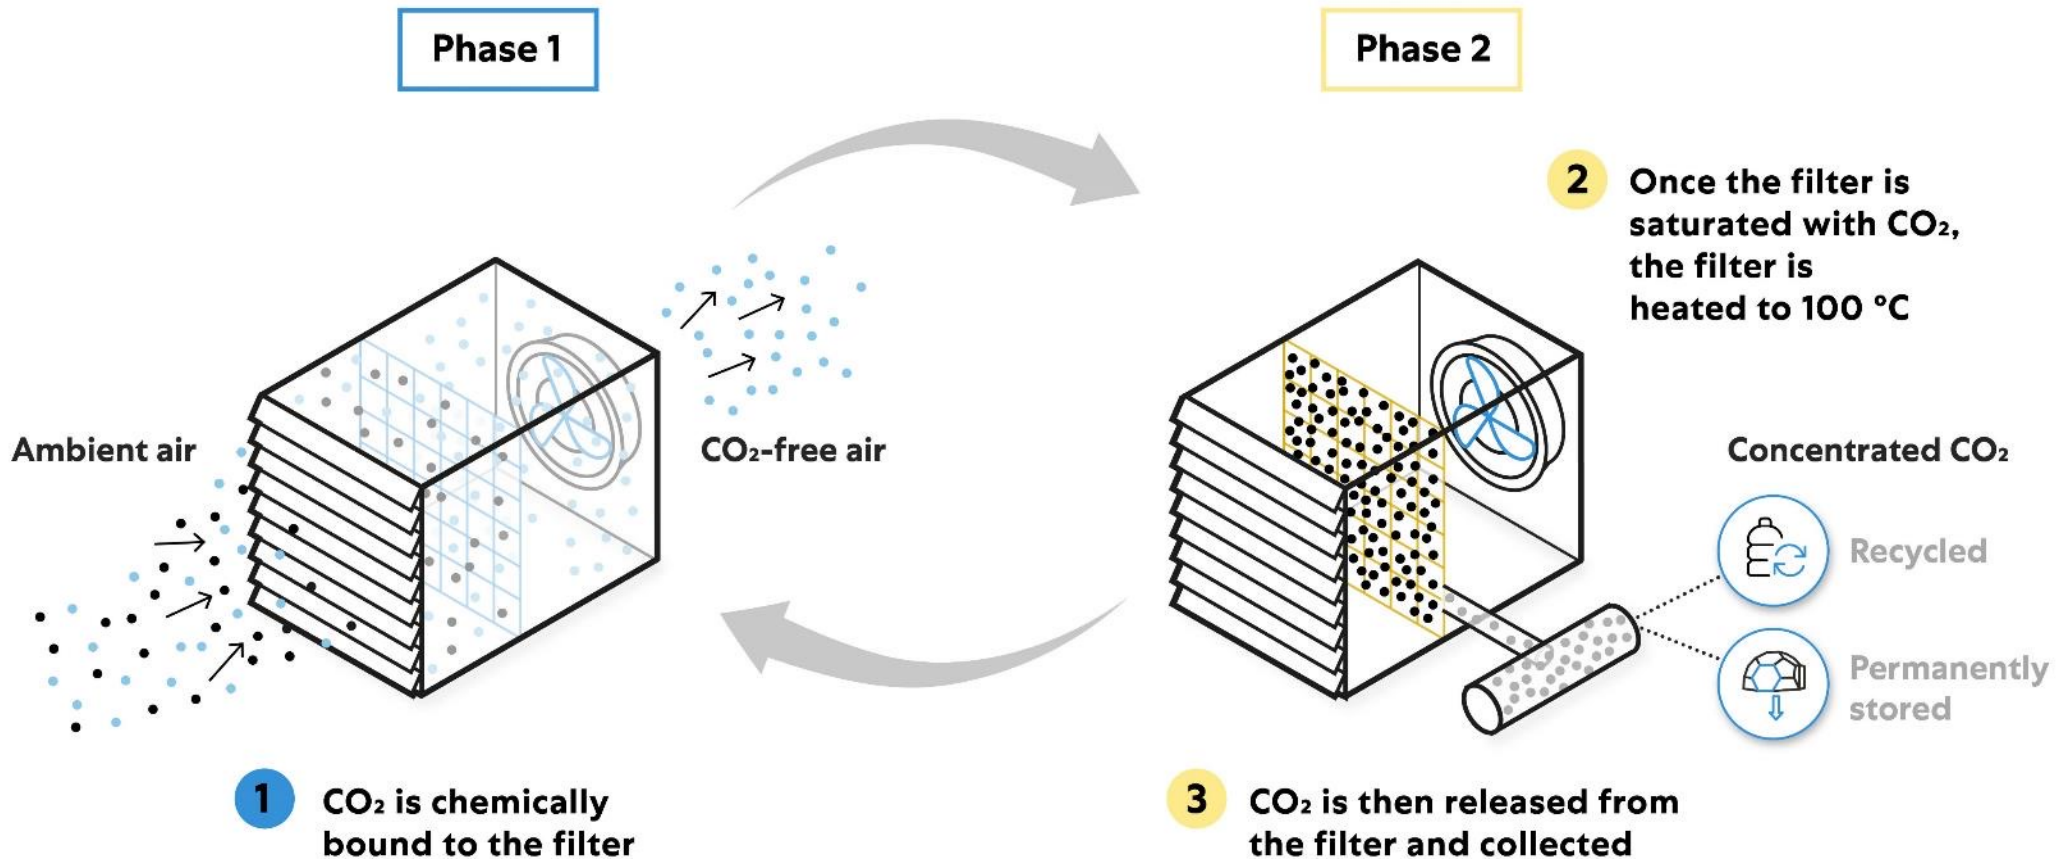 Phase 1
Ambient air
CO₂-free air
1
CO₂ is chemically
bound to the filter
Phase 2
2
Once the filter is
saturated with CO₂,
the filter is
heated to 100 °C
Concentrated CO₂
Recycled
Permanently
stored
3
CO₂ is then released from
the filter and collected